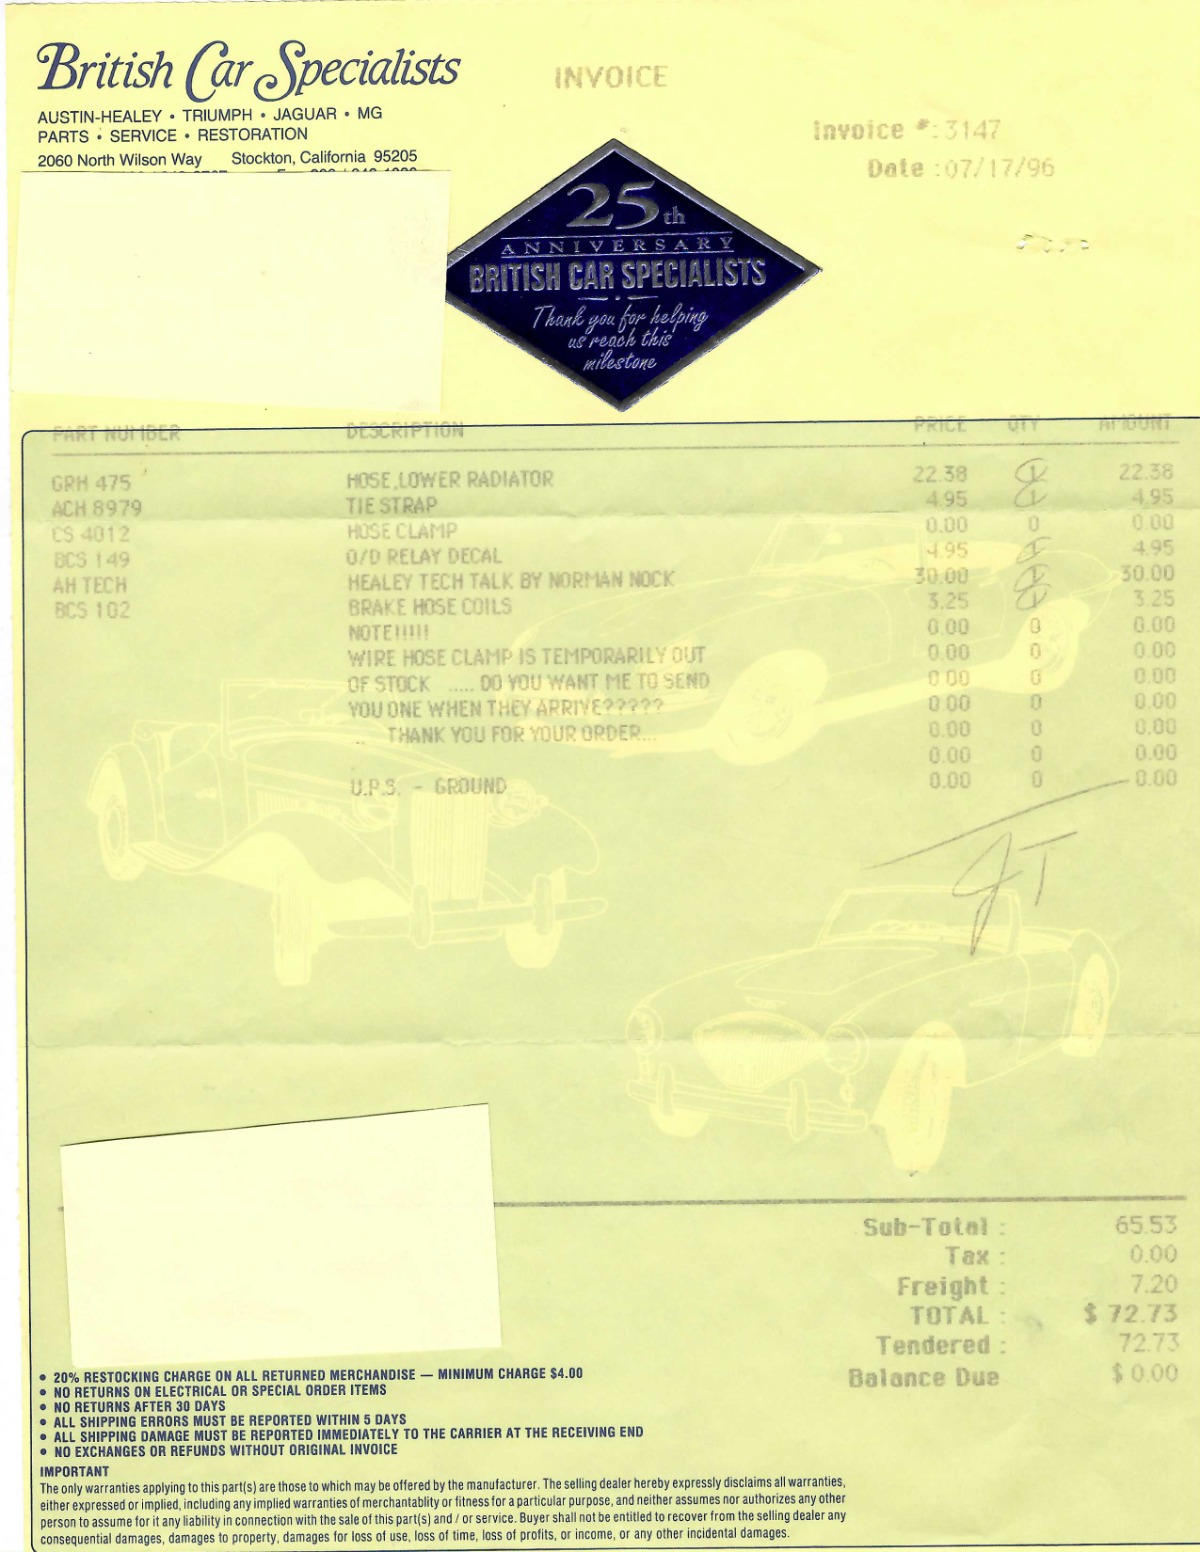 British Car Specialists
AUSTIN-HEALEY • TRIUMPH • JAGUAR • MG
PARTS • SERVICE • RESTORATION
2060 North Wilson Way Stockton, California 95205
INVOICE
Invoice #: 3147
Date : 07/17/96
25th
ANNIVERSARY
BRITISH CAR SPECIALISTS
Thank you for helping
us reach this
milestone
PART NUMBER DESCRIPTION PRICE QTY AMOUNT
GRH 475 HOSE,LOWER RADIATOR 22.38 1 22.38
ACH 8979 TIE STRAP 4.95 1 4.95
CS 4012 HOSE CLAMP 0.00 0 0.00
BCS 149 O/D RELAY DECAL 4.95 1 4.95
AH TECH HEALEY TECH TALK BY NORMAN NOCK 30.00 1 30.00
BCS 102 BRAKE HOSE COILS 3.25 1 3.25
NOTE!!!!! 0.00 0 0.00
WIRE HOSE CLAMP IS TEMPORARILY OUT 0.00 0 0.00
OF STOCK ..... DO YOU WANT ME TO SEND 0.00 0 0.00
YOU ONE WHEN THEY ARRIVE????? 0.00 0 0.00
THANK YOU FOR YOUR ORDER... 0.00 0 0.00
0.00 0 0.00
U.P.S. - GROUND 0.00 0 0.00
JT
Sub-Total : 65.53
Tax : 0.00
Freight : 7.20
TOTAL : $ 72.73
Tendered : 72.73
Balance Due $ 0.00
• 20% RESTOCKING CHARGE ON ALL RETURNED MERCHANDISE — MINIMUM CHARGE $4.00
• NO RETURNS ON ELECTRICAL OR SPECIAL ORDER ITEMS
• NO RETURNS AFTER 30 DAYS
• ALL SHIPPING ERRORS MUST BE REPORTED WITHIN 5 DAYS
• ALL SHIPPING DAMAGE MUST BE REPORTED IMMEDIATELY TO THE CARRIER AT THE RECEIVING END
• NO EXCHANGES OR REFUNDS WITHOUT ORIGINAL INVOICE
IMPORTANT
The only warranties applying to this part(s) are those to which may be offered by the manufacturer. The selling dealer hereby expressly disclaims all warranties,
either expressed or implied, including any implied warranties of merchantablity or fitness for a particular purpose, and neither assumes nor authorizes any other
person to assume for it any liability in connection with the sale of this part(s) and / or service. Buyer shall not be entitled to recover from the selling dealer any
consequential damages, damages to property, damages for loss of use, loss of time, loss of profits, or income, or any other incidental damages.